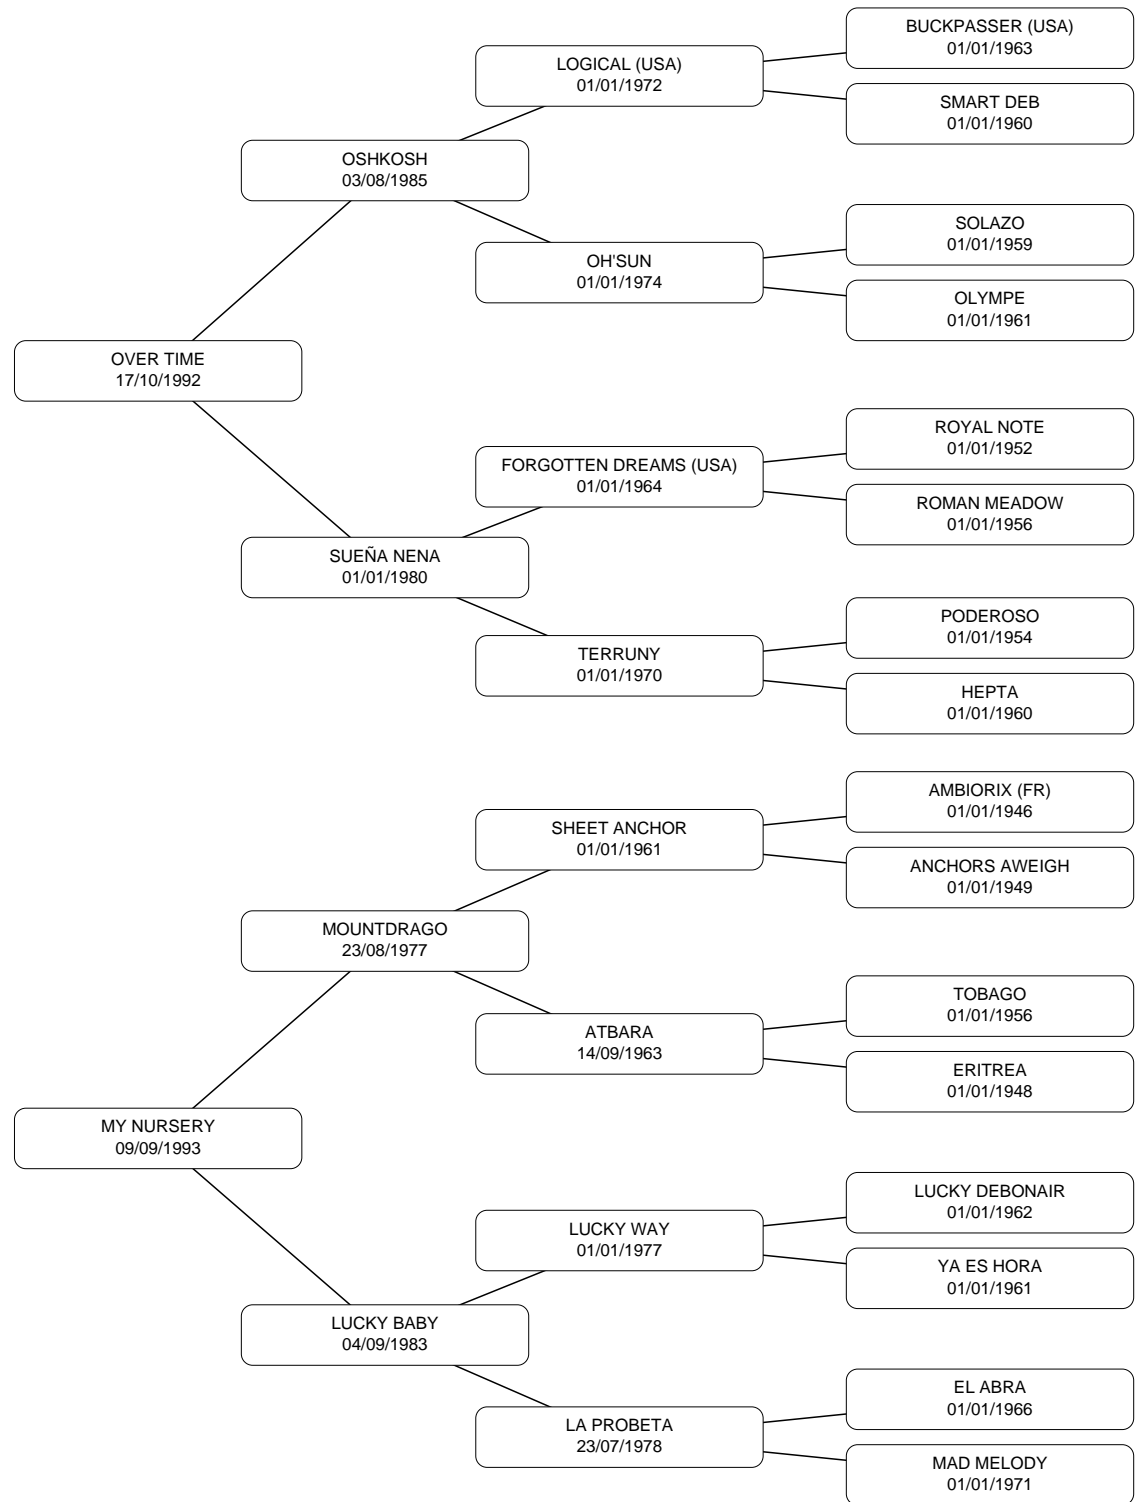 BUCKPASSER (USA)
01/01/1963
LOGICAL (USA)
01/01/1972
SMART DEB
01/01/1960
OSHKOSH
03/08/1985
SOLAZO
01/01/1959
OH'SUN
01/01/1974
OLYMPE
01/01/1961
OVER TIME
17/10/1992
ROYAL NOTE
01/01/1952
FORGOTTEN DREAMS (USA)
01/01/1964
ROMAN MEADOW
01/01/1956
SUEÑA NENA
01/01/1980
PODEROSO
01/01/1954
TERRUNY
01/01/1970
HEPTA
01/01/1960
AMBIORIX (FR)
01/01/1946
SHEET ANCHOR
01/01/1961
ANCHORS AWEIGH
01/01/1949
MOUNTDRAGO
23/08/1977
TOBAGO
01/01/1956
ATBARA
14/09/1963
ERITREA
01/01/1948
MY NURSERY
09/09/1993
LUCKY DEBONAIR
01/01/1962
LUCKY WAY
01/01/1977
YA ES HORA
01/01/1961
LUCKY BABY
04/09/1983
EL ABRA
01/01/1966
LA PROBETA
23/07/1978
MAD MELODY
01/01/1971